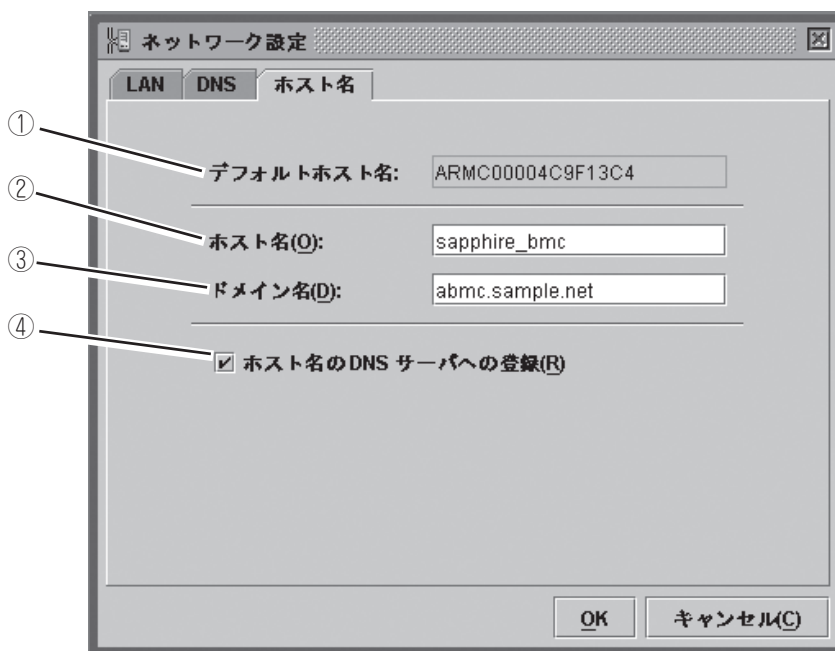 ネットワーク設定
LAN DNS ホスト名
① デフォルトホスト名: ARMC00004C9F13C4
② ホスト名(O): sapphire_bmc
③ ドメイン名(D): abmc.sample.net
④ ホスト名のDNS サーバへの登録(R)
OK キャンセル(C)